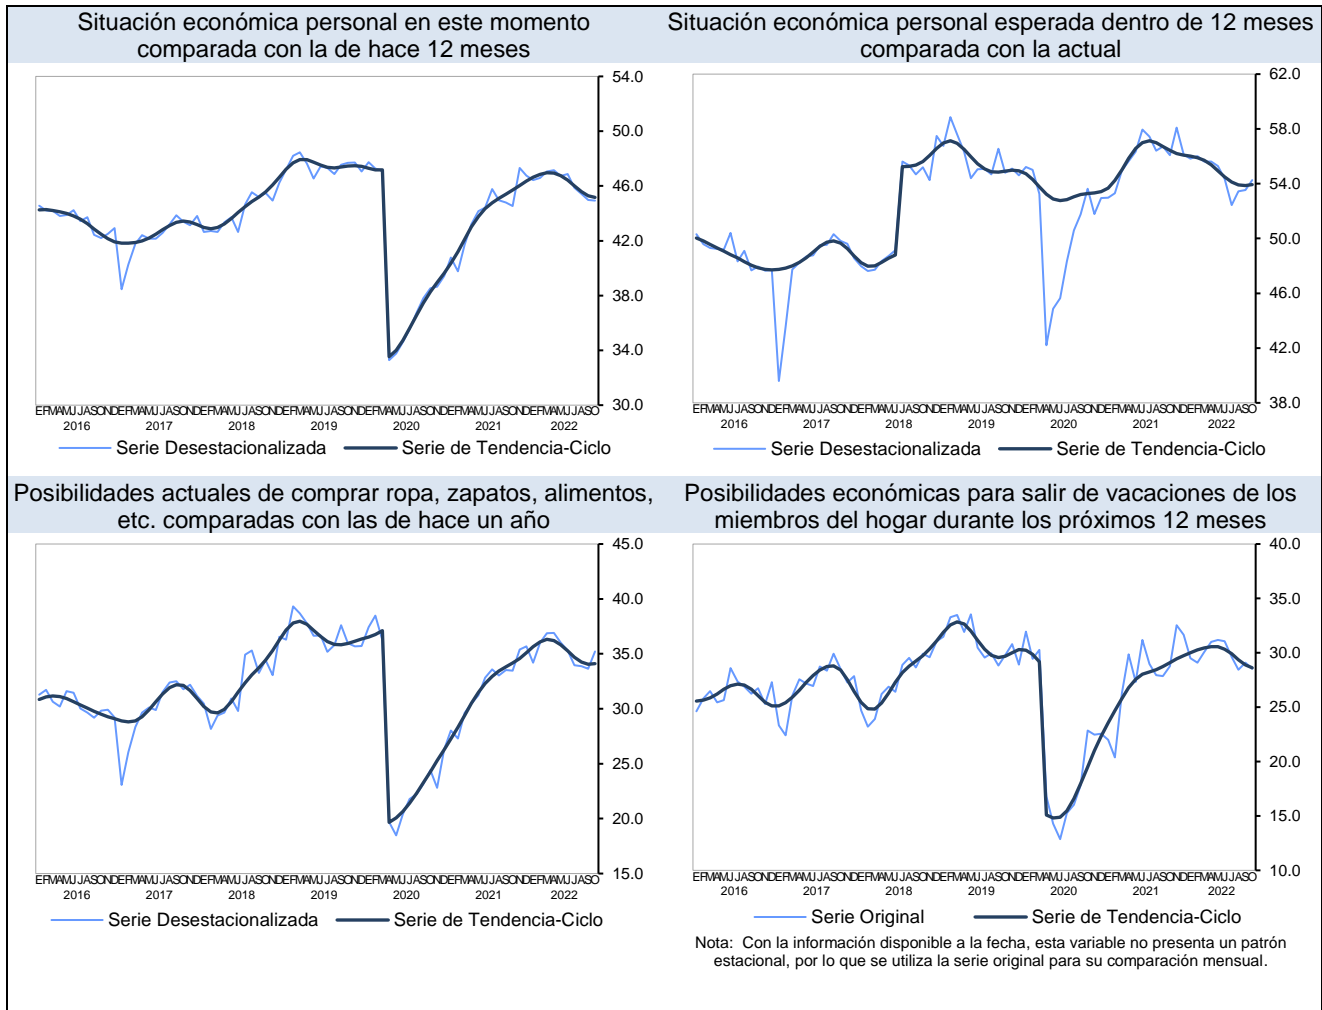 Situación económica personal en este momento
comparada con la de hace 12 meses
54.0
50.0
46.0
42.0
38.0
34.0
30.0
EFMAMJJASONDEFMAMJJASONDEFMAMJJASONDEFMAMJJASONDEFMAMJJASONDEFMAMJJASONDEFMAMJJASO
2016 2017 2018 2019 2020 2021 2022
Serie Desestacionalizada Serie de Tendencia-Ciclo
Situación económica personal esperada dentro de 12 meses
comparada con la actual
62.0
58.0
54.0
50.0
46.0
42.0
38.0
EFMAMJJASONDEFMAMJJASONDEFMAMJJASONDEFMAMJJASONDEFMAMJJASONDEFMAMJJASONDEFMAMJJASO
2016 2017 2018 2019 2020 2021 2022
Serie Desestacionalizada Serie de Tendencia-Ciclo
Posibilidades actuales de comprar ropa, zapatos, alimentos,
etc. comparadas con las de hace un año
45.0
40.0
35.0
30.0
25.0
20.0
15.0
EFMAMJJASONDEFMAMJJASONDEFMAMJJASONDEFMAMJJASONDEFMAMJJASONDEFMAMJJASONDEFMAMJJASO
2016 2017 2018 2019 2020 2021 2022
Serie Desestacionalizada Serie de Tendencia-Ciclo
Posibilidades económicas para salir de vacaciones de los
miembros del hogar durante los próximos 12 meses
40.0
35.0
30.0
25.0
20.0
15.0
10.0
EFMAMJJASONDEFMAMJJASONDEFMAMJJASONDEFMAMJJASONDEFMAMJJASONDEFMAMJJASONDEFMAMJJASO
2016 2017 2018 2019 2020 2021 2022
Serie Original Serie de Tendencia-Ciclo
Nota: Con la información disponible a la fecha, esta variable no presenta un patrón
estacional, por lo que se utiliza la serie original para su comparación mensual.